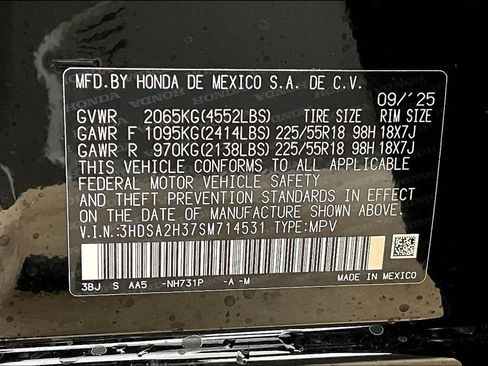 MFD.BY HONDA DE MEXICO S.A. DE C.V.
09/'25
GVWR 2065KG(4552LBS) TIRE SIZE RIM SIZE
GAWR F 1095KG(2414LBS) 225/55R18 98H 18X7J
GAWR R 970KG(2138LBS) 225/55R18 98H 18X7J
THIS VEHICLE CONFORMS TO ALL APPLICABLE
FEDERAL MOTOR VEHICLE SAFETY
AND THEFT PREVENTION STANDARDS IN EFFECT ON
THE DATE OF MANUFACTURE SHOWN ABOVE.
V.I.N:3HDSA2H37SM714531 TYPE:MPV
3BJ S AA5 -NH731P -A -M MADE IN MEXICO